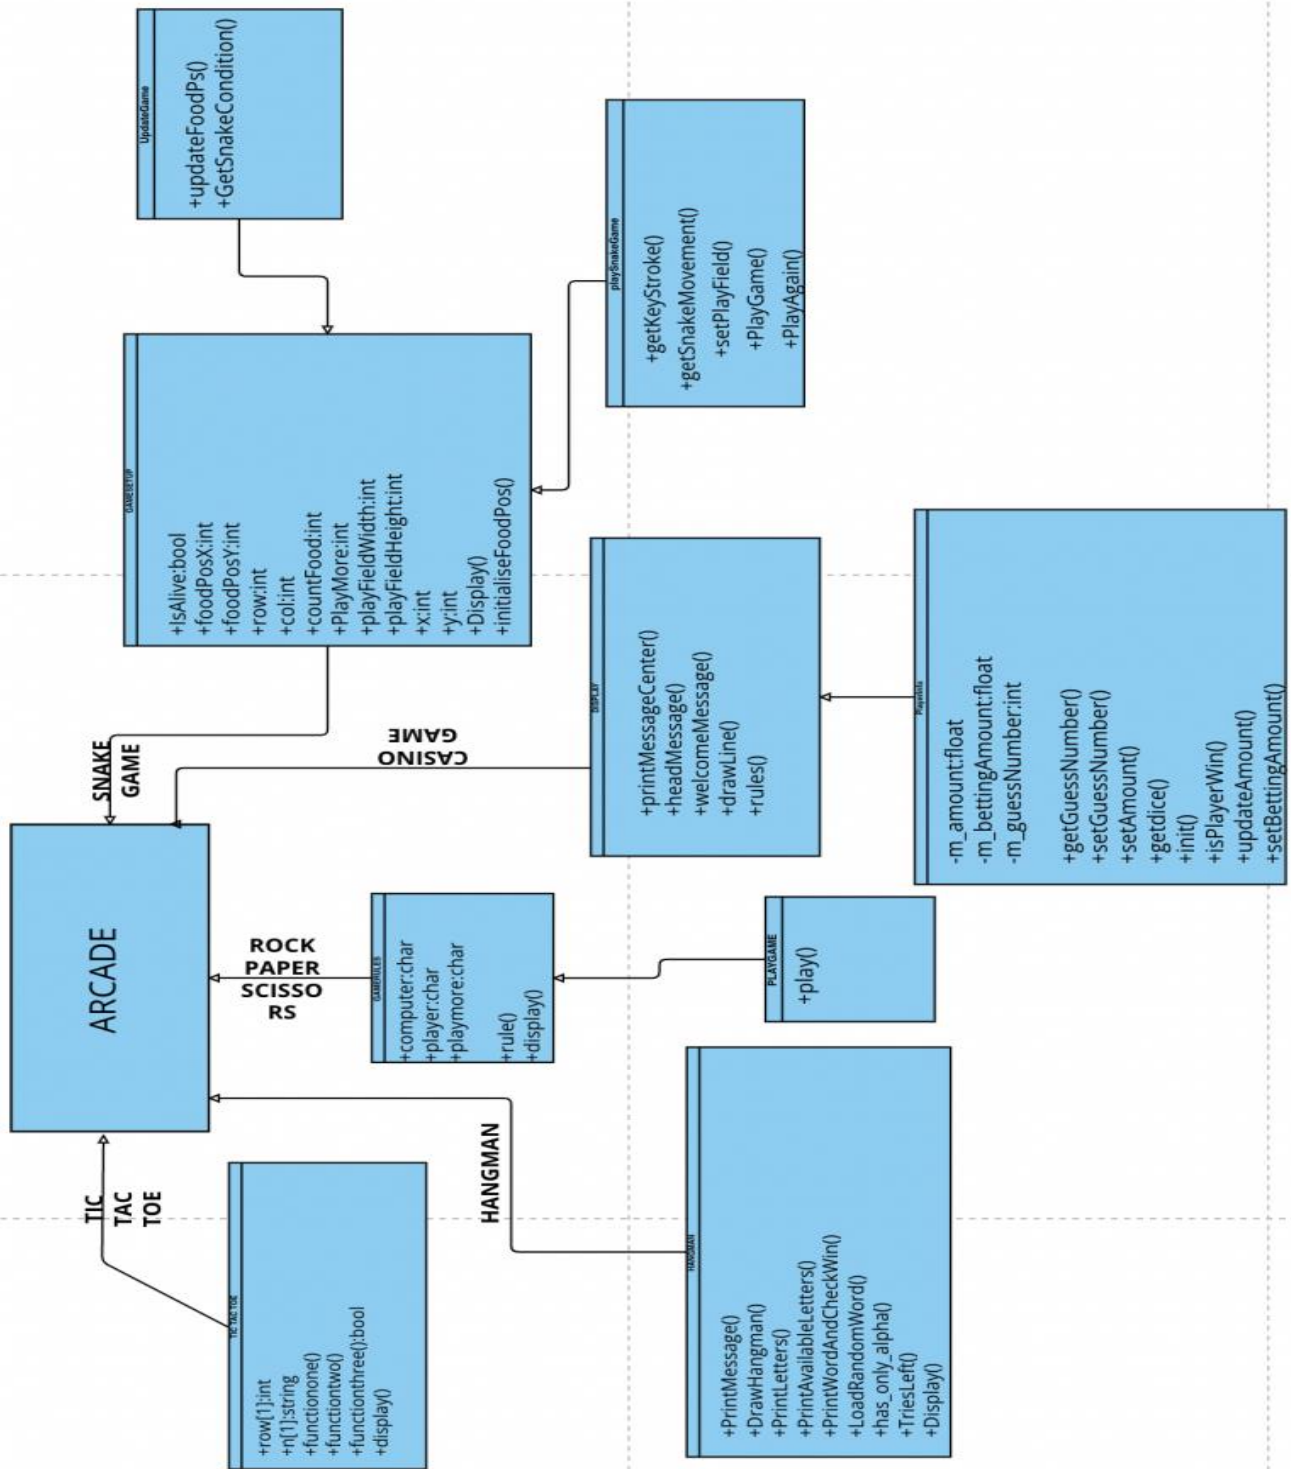 ARCADE
TIC
TAC
TOE
HANGMAN
ROCK
PAPER
SCISSO
RS
CASINO
GAME
SNAKE
GAME
TIC TAC TOE
+row[1]:int
+n[1]:string
+functionone()
+functiontwo()
+functionthree():bool
+display()
HANGMAN
+PrintMessage()
+DrawHangman()
+PrintLetters()
+PrintAvailableLetters()
+PrintWordAndCheckWin()
+LoadRandomWord()
+has_only_alpha()
+TriesLeft()
+Display()
GAMERULES
+computer:char
+player:char
+playmore:char
+rule()
+display()
PLAYGAME
+play()
DISPLAY
+printMessageCenter()
+headMessage()
+welcomeMessage()
+drawLine()
+rules()
PlayerInfo
-m_amount:float
-m_bettingAmount:float
-m_guessNumber:int
+getGuessNumber()
+setGuessNumber()
+setAmount()
+getdice()
+init()
+isPlayerWin()
+updateAmount()
+setBettingAmount()
GAMESETUP
+IsAlive:bool
+foodPosX:int
+foodPosY:int
+row:int
+col:int
+countFood:int
+PlayMore:int
+playFieldWidth:int
+playFieldHeight:int
+x:int
+y:int
+Display()
+initialiseFoodPos()
UpdateGame
+updateFoodPs()
+GetSnakeCondition()
playSnakeGame
+getKeyStroke()
+getSnakeMovement()
+setPlayField()
+PlayGame()
+PlayAgain()